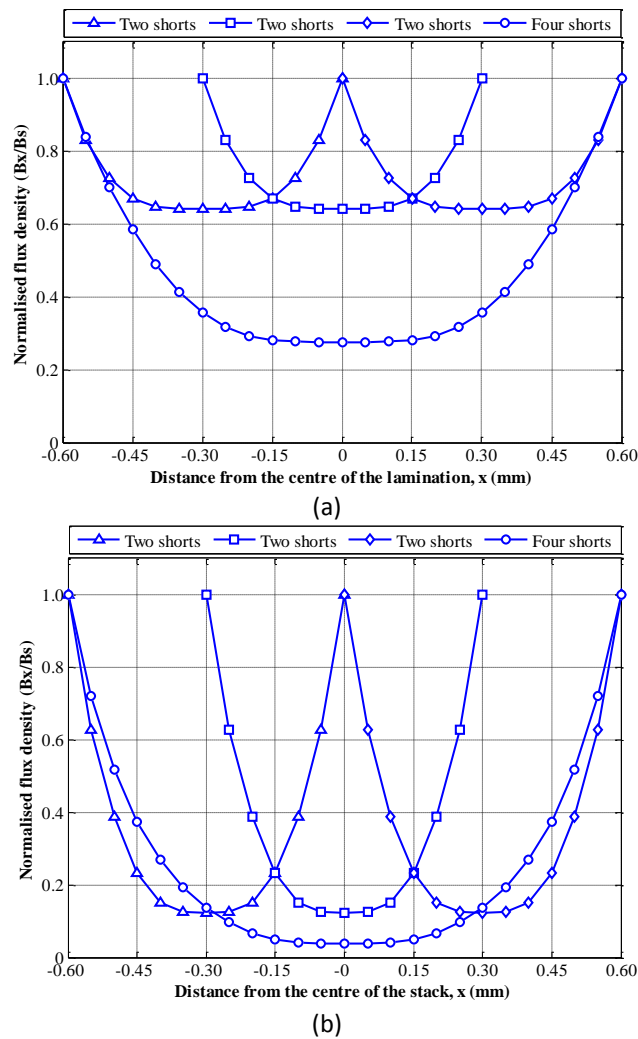 Two shorts Two shorts Two shorts Four shorts
1.0
0.8
0.6
0.4
0.2
0
Normalised flux density (Bx/Bs)
-0.60 -0.45 -0.30 -0.15 0 0.15 0.30 0.45 0.60
Distance from the centre of the lamination, x (mm)
(a)
Two shorts Two shorts Two shorts Four shorts
1.0
0.8
0.6
0.4
0.2
0
Normalised flux density (Bx/Bs)
-0.60 -0.45 -0.30 -0.15 -0 0.15 0.30 0.45 0.60
Distance from the centre of the stack, x (mm)
(b)